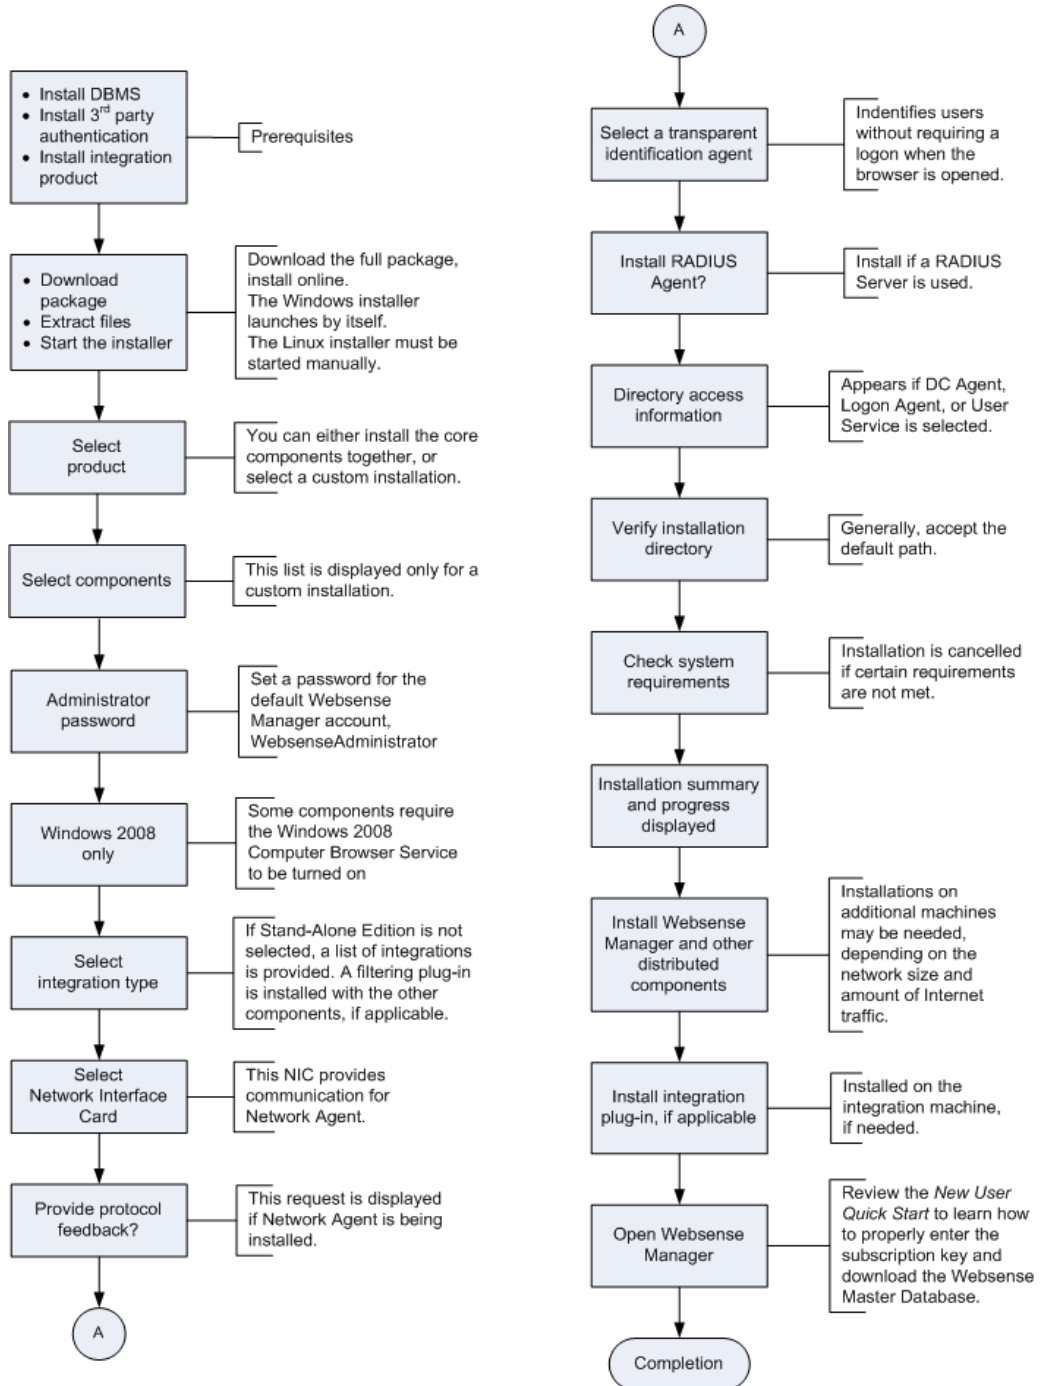 • Install DBMS
• Install 3rd party
authentication
• Install integration
product
Prerequisites
• Download
package
• Extract files
• Start the installer
Download the full package,
install online.
The Windows installer
launches by itself.
The Linux installer must be
started manually.
Select
product
You can either install the core
components together, or
select a custom installation.
Select components
This list is displayed only for a
custom installation.
Administrator
password
Set a password for the
default Websense
Manager account,
WebsenseAdministrator
Windows 2008
only
Some components require
the Windows 2008
Computer Browser Service
to be turned on
Select
integration type
If Stand-Alone Edition is not
selected, a list of integrations
is provided. A filtering plug-in
is installed with the other
components, if applicable.
Select
Network Interface
Card
This NIC provides
communication for
Network Agent.
Provide protocol
feedback?
This request is displayed
if Network Agent is being
installed.
A
A
Select a transparent
identification agent
Indentifies users
without requiring a
logon when the
browser is opened.
Install RADIUS
Agent?
Install if a RADIUS
Server is used.
Directory access
information
Appears if DC Agent,
Logon Agent, or User
Service is selected.
Verify installation
directory
Generally, accept the
default path.
Check system
requirements
Installation is cancelled
if certain requirements
are not met.
Installation summary
and progress
displayed
Install Websense
Manager and other
distributed
components
Installations on
additional machines
may be needed,
depending on the
network size and
amount of Internet
traffic.
Install integration
plug-in, if applicable
Installed on the
integration machine,
if needed.
Open Websense
Manager
Review the New User
Quick Start to learn how
to properly enter the
subscription key and
download the Websense
Master Database.
Completion